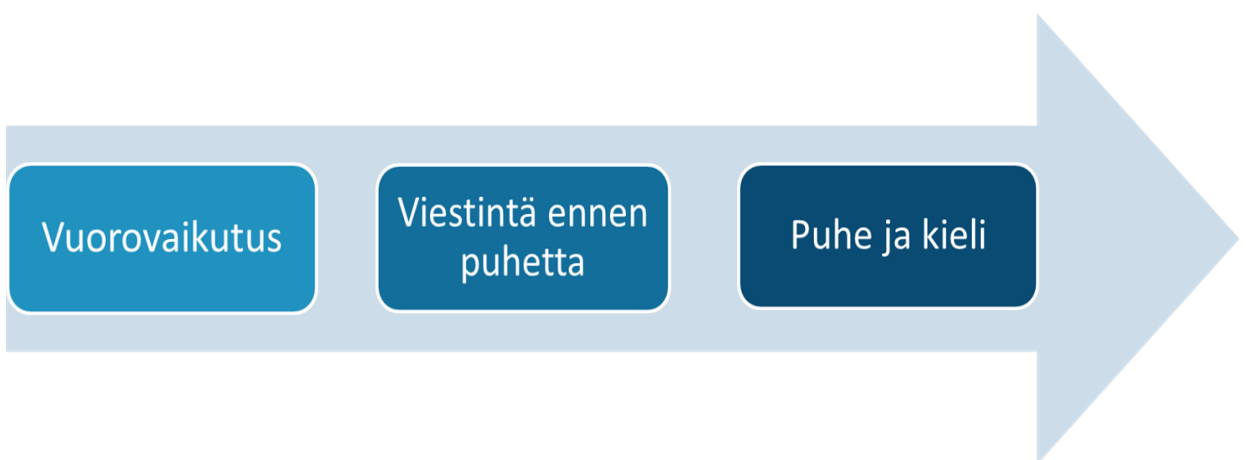 Vuorovaikutus
Viestintä ennen
puhetta
Puhe ja kieli